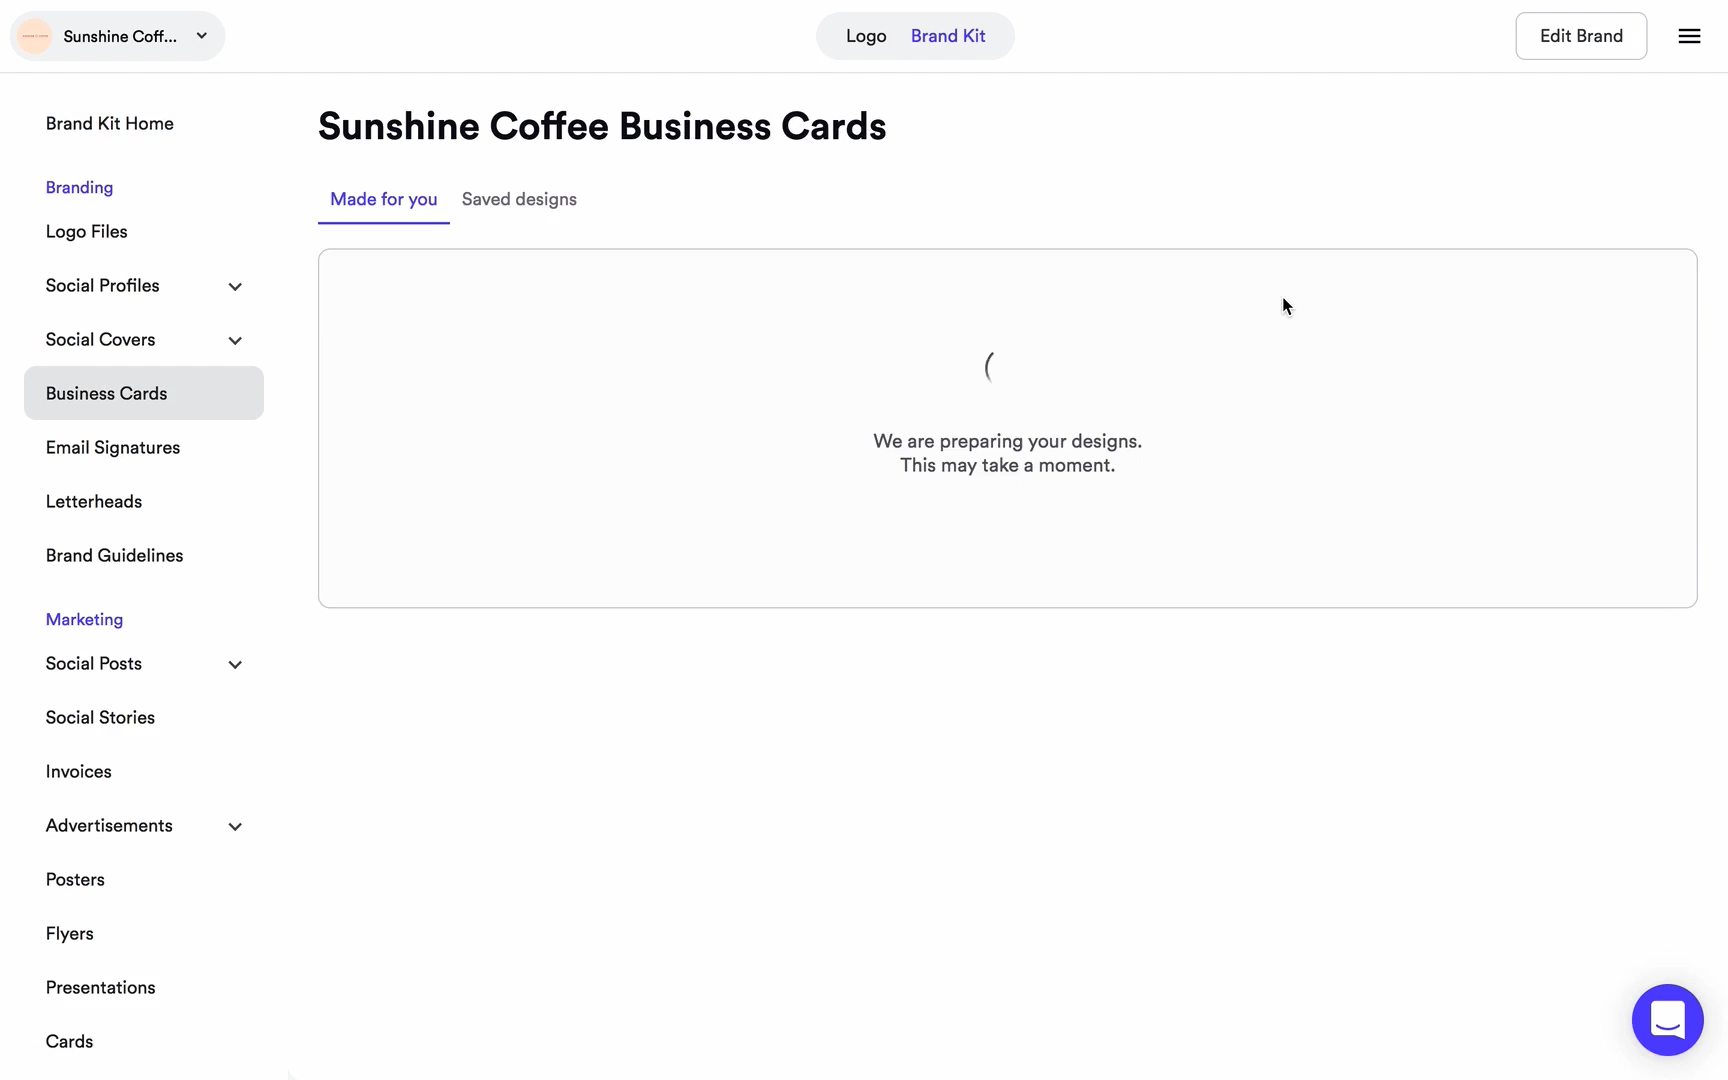 Sunshine Coff...
Logo
Brand Kit
Edit Brand
Brand Kit Home
Branding
Logo Files
Social Profiles
Social Covers
Business Cards
Email Signatures
Letterheads
Brand Guidelines
Marketing
Social Posts
Social Stories
Invoices
Advertisements
Posters
Flyers
Presentations
Cards
Sunshine Coffee Business Cards
Made for you
Saved designs
We are preparing your designs.
This may take a moment.